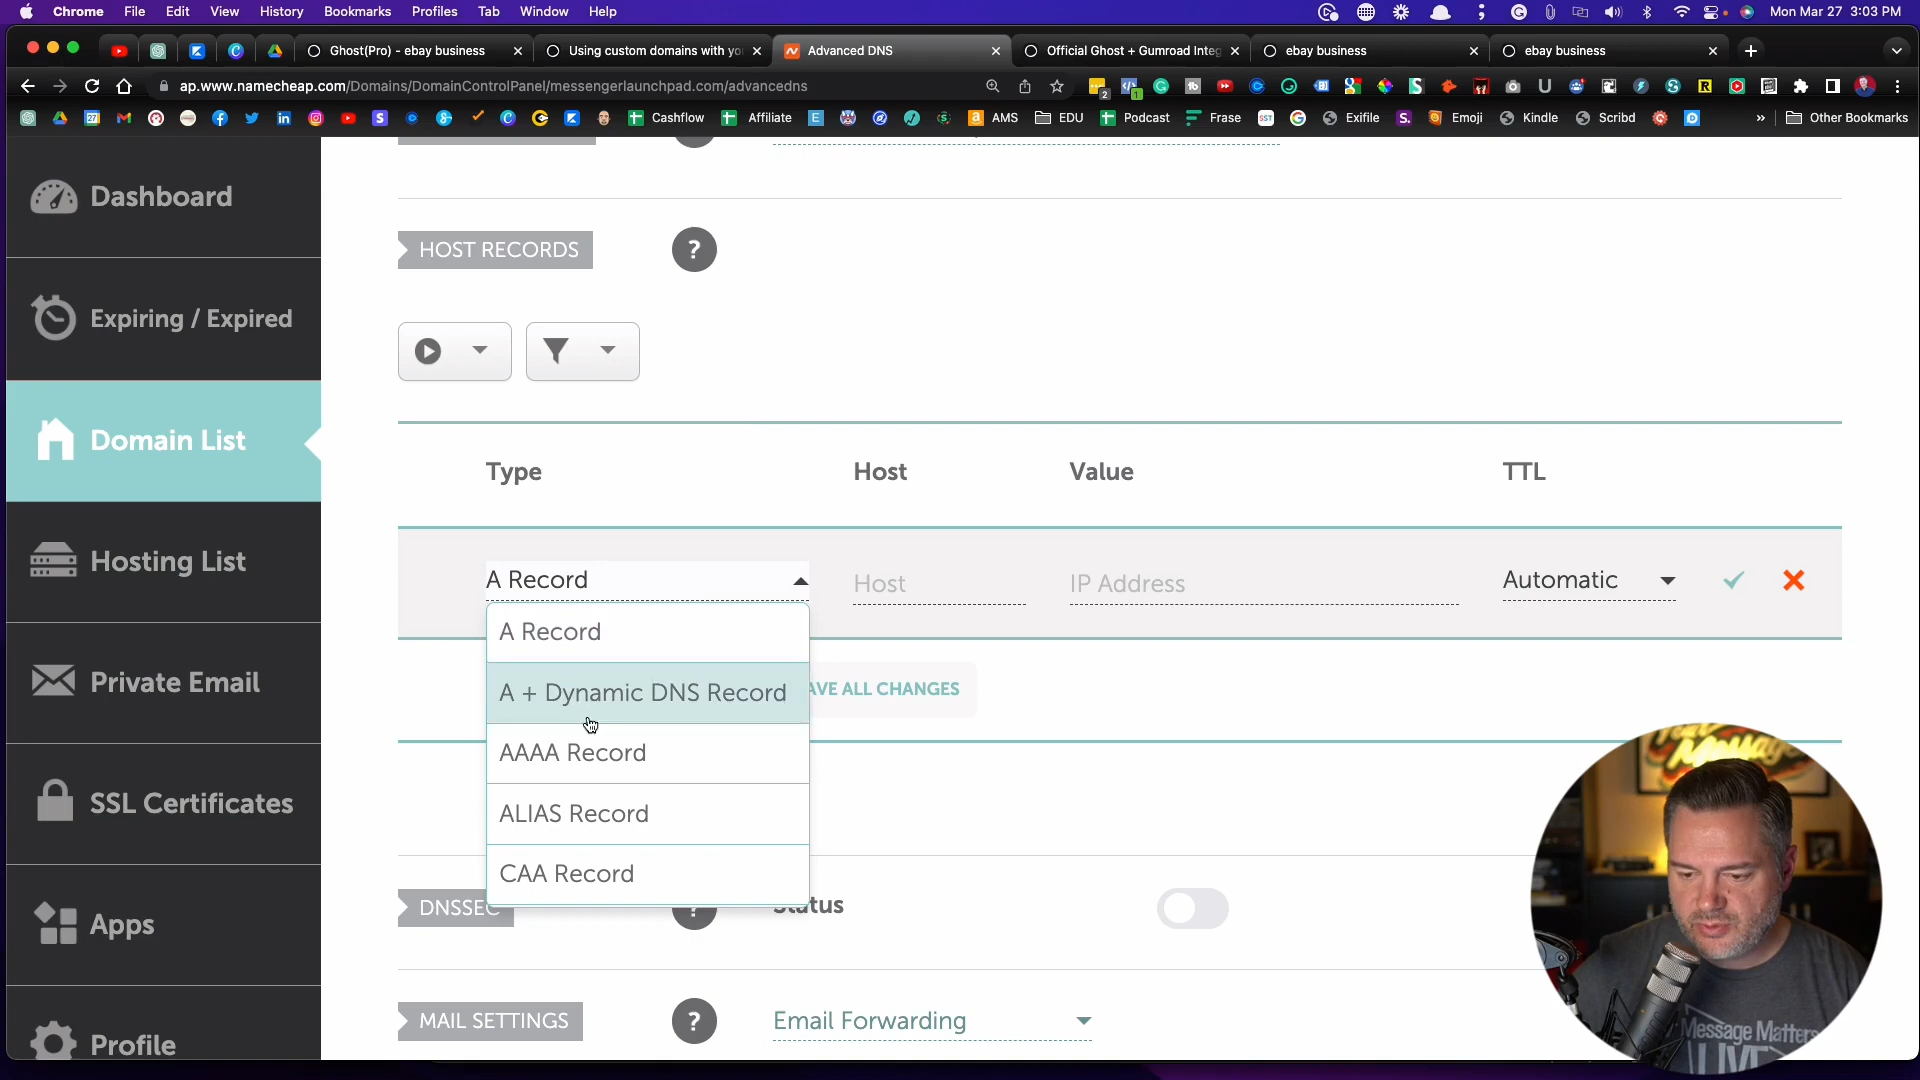 Chrome File Edit View History Bookmarks Profiles Tab Window Help Mon Mar 27 3:03 PM
Ghost(Pro) - ebay business Using custom domains with yo Advanced DNS Official Ghost + Gumroad Integ ebay business ebay business
ap.www.namecheap.com/Domains/DomainControlPanel/messengerlaunchpad.com/advancedns
Cashflow Affiliate AMS EDU Podcast Frase Exifile Emoji Kindle Scribd » Other Bookmarks
Dashboard
Expiring / Expired
Domain List
Hosting List
Private Email
SSL Certificates
Apps
Profile
HOST RECORDS ?
Type Host Value TTL
A Record Host IP Address Automatic
A Record
A + Dynamic DNS Record
AAAA Record
ALIAS Record
CAA Record
AVE ALL CHANGES
DNSSEC ? Status
MAIL SETTINGS ? Email Forwarding
Message Matters
LIVE